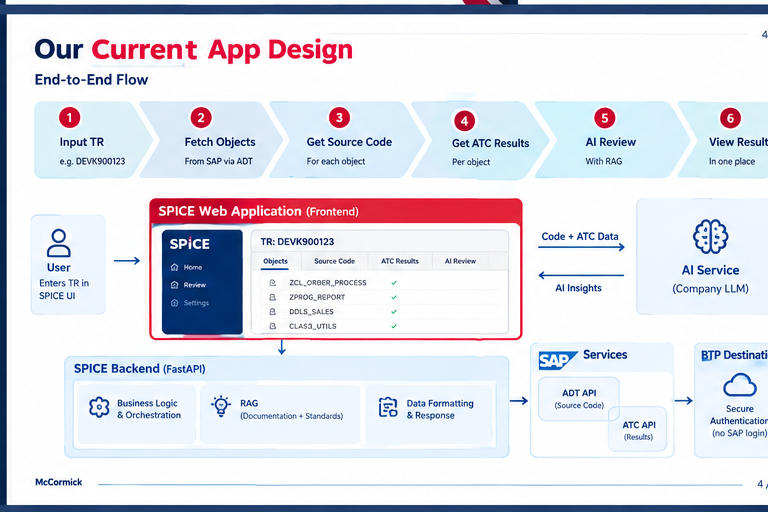 4
Our Current App Design
End-to-End Flow
1
Input TR
e.g. DEVK900123
2
Fetch Objects
From SAP via ADT
3
Get Source Code
For each object
4
Get ATC Results
Per object
5
AI Review
With RAG
6
View Result
In one place
User
Enters TR in
SPICE UI
SPICE Web Application (Frontend)
SPiCE
Home
Review
Settings
TR: DEVK900123
Objects Source Code ATC Results AI Review
ZCL_ORBER_PROCESS
ZPROG_REPORT
DDLS_SALES
CLAS3_UTILS
Code + ATC Data
AI Insights
AI Service
(Company LLM)
SPICE Backend (FastAPI)
Business Logic
& Orchestration
RAG
(Documentation + Standards)
Data Formatting
& Response
SAP Services
ADT API
(Source Code)
ATC API
(Results)
BTP Destinati
Secure
Authentication
(no SAP login)
McCormick
4 /